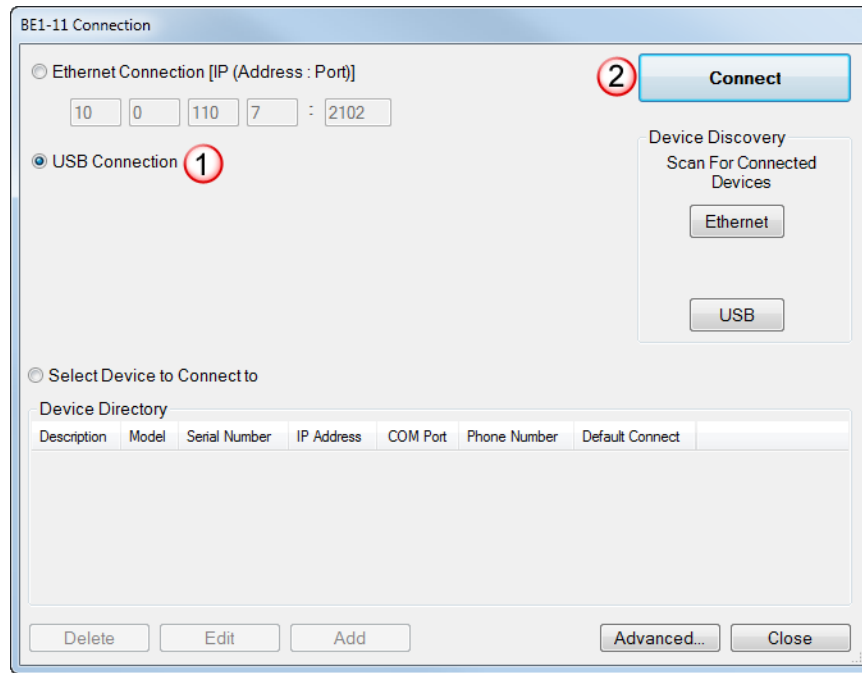 BE1-11 Connection
Ethernet Connection [IP (Address : Port)]
2
Connect
10 0 110 7 : 2102
USB Connection 1
Device Discovery
Scan For Connected
Devices
Ethernet
USB
Select Device to Connect to
Device Directory
Description Model Serial Number IP Address COM Port Phone Number Default Connect
Delete Edit Add Advanced... Close